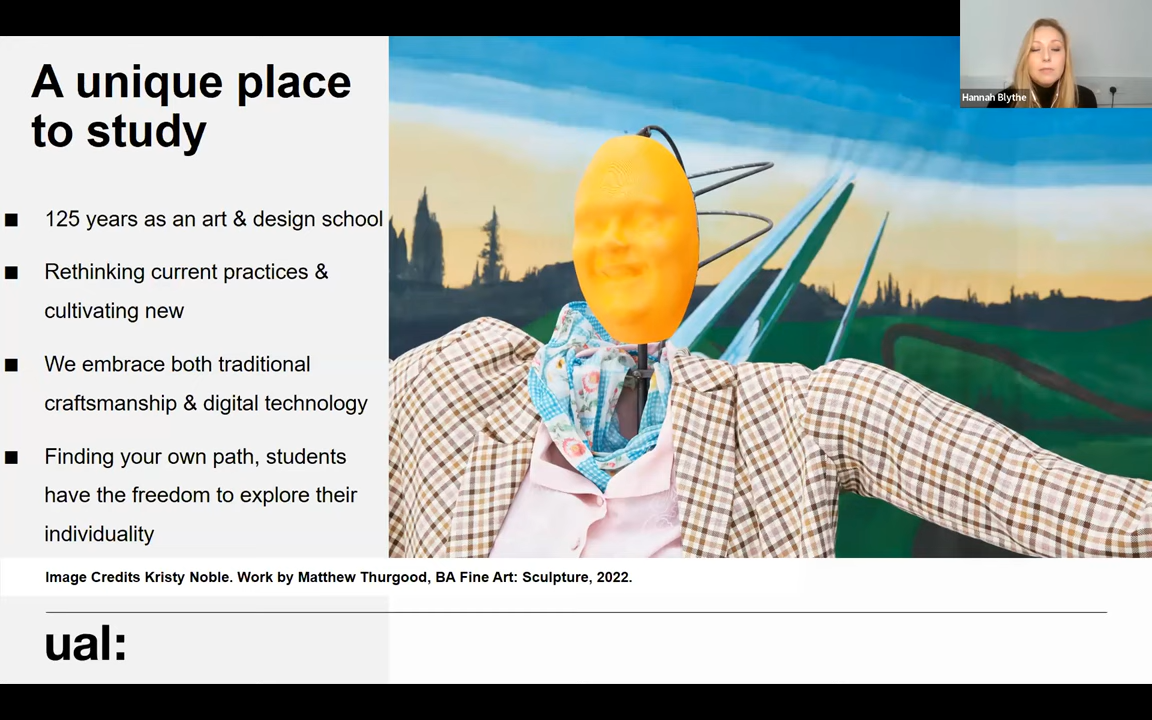 A unique place
to study
Hannah Blythe
■ 125 years as an art & design school
■ Rethinking current practices &
cultivating new
■ We embrace both traditional
craftsmanship & digital technology
■ Finding your own path, students
have the freedom to explore their
individuality
Image Credits Kristy Noble. Work by Matthew Thurgood, BA Fine Art: Sculpture, 2022.
ual: